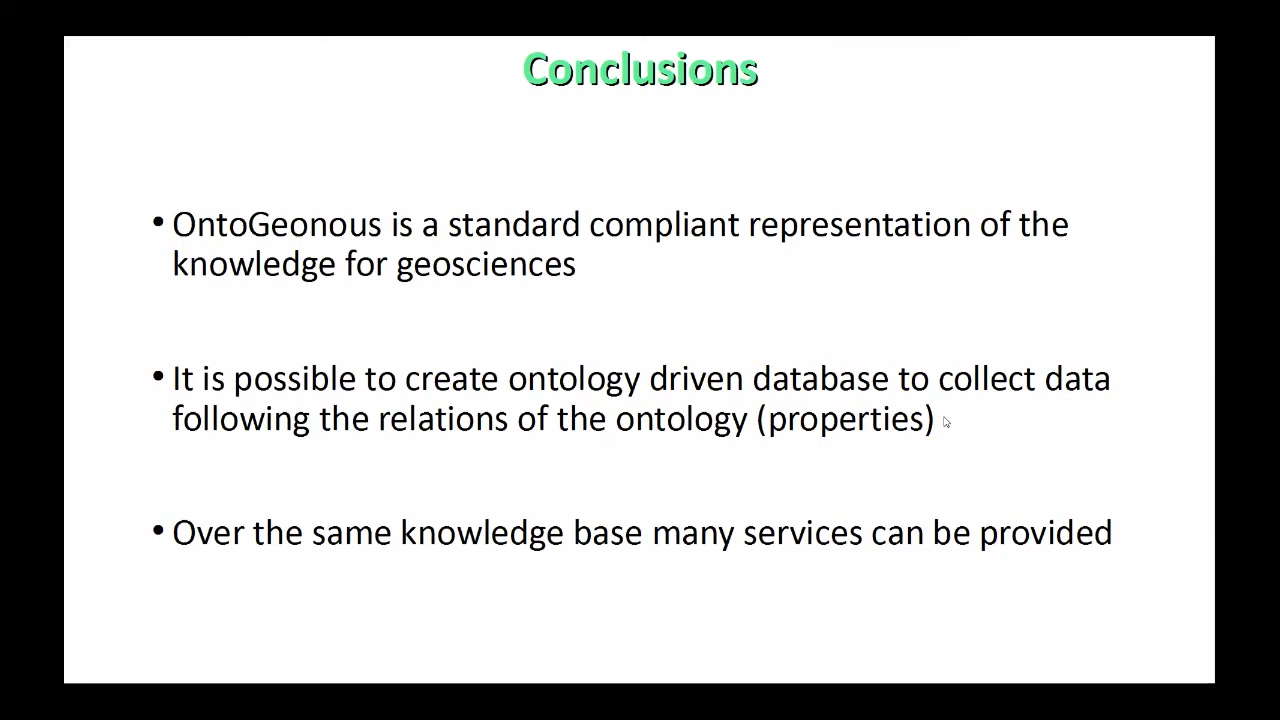 Conclusions
• OntoGeonous is a standard compliant representation of the
knowledge for geosciences
• It is possible to create ontology driven database to collect data
following the relations of the ontology (properties)
• Over the same knowledge base many services can be provided